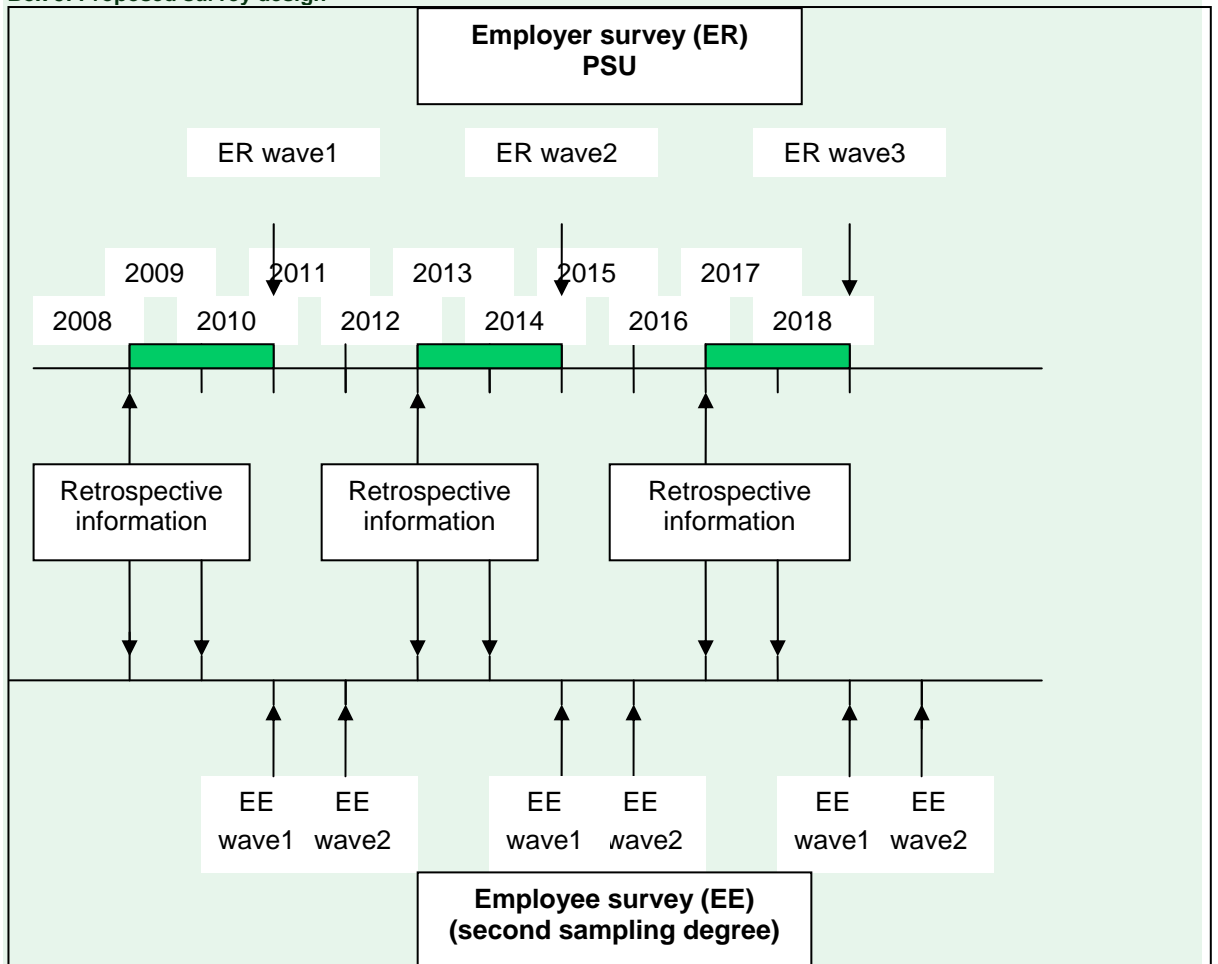 Employer survey (ER)
PSU
ER wave1
ER wave2
ER wave3
2009
2011
2013
2015
2017
2008
2010
2012
2014
2016
2018
Retrospective
information
Retrospective
information
Retrospective
information
EE
wave1
EE
wave2
EE
wave1
EE
wave2
EE
wave1
EE
wave2
Employee survey (EE)
(second sampling degree)